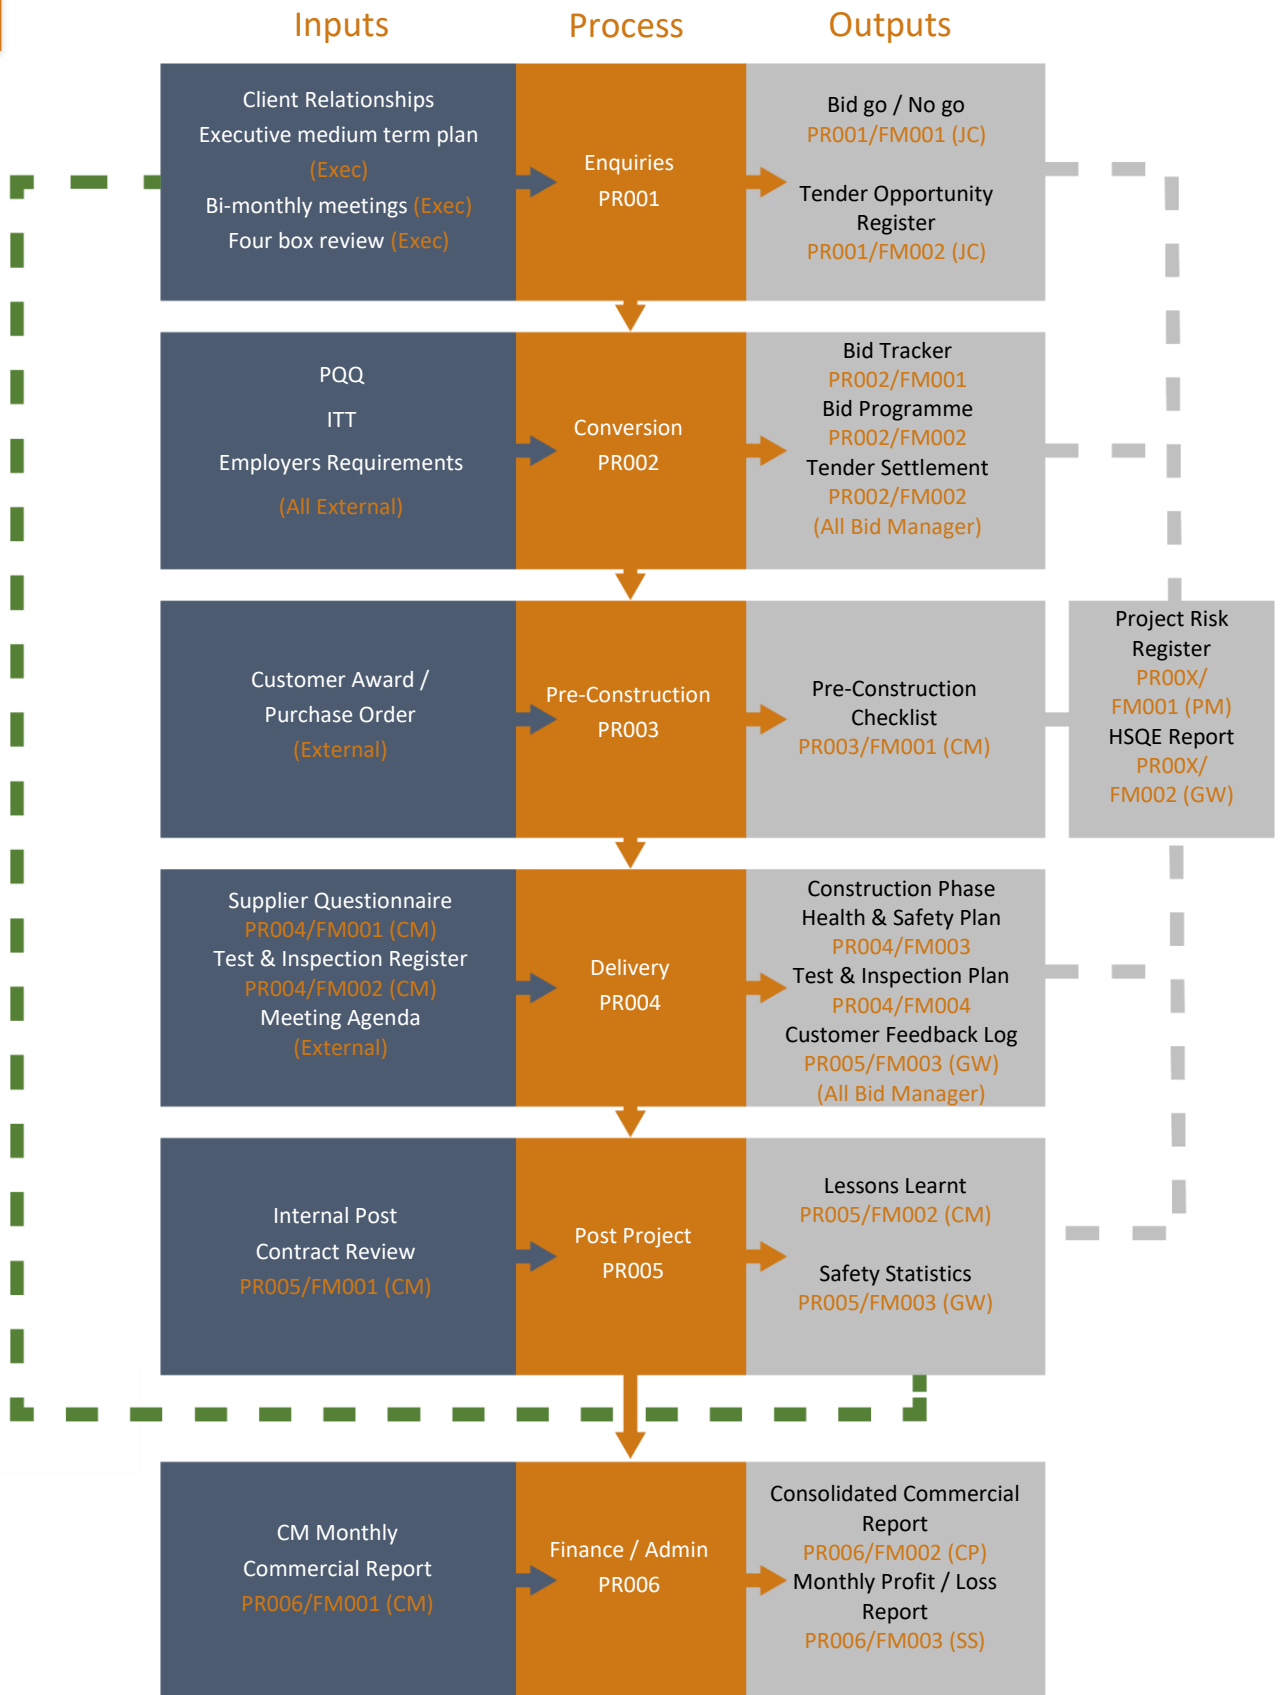 Inputs
Process
Outputs
Client Relationships
Executive medium term plan
(Exec)
Bi-monthly meetings (Exec)
Four box review (Exec)
Enquiries
PR001
Bid go / No go
PR001/FM001 (JC)
Tender Opportunity
Register
PR001/FM002 (JC)
PQQ
ITT
Employers Requirements
(All External)
Conversion
PR002
Bid Tracker
PR002/FM001
Bid Programme
PR002/FM002
Tender Settlement
PR002/FM002
(All Bid Manager)
Customer Award /
Purchase Order
(External)
Pre-Construction
PR003
Pre-Construction
Checklist
PR003/FM001 (CM)
Project Risk
Register
PR00X/
FM001 (PM)
HSQE Report
PR00X/
FM002 (GW)
Supplier Questionnaire
PR004/FM001 (CM)
Test & Inspection Register
PR004/FM002 (CM)
Meeting Agenda
(External)
Delivery
PR004
Construction Phase
Health & Safety Plan
PR004/FM003
Test & Inspection Plan
PR004/FM004
Customer Feedback Log
PR005/FM003 (GW)
(All Bid Manager)
Internal Post
Contract Review
PR005/FM001 (CM)
Post Project
PR005
Lessons Learnt
PR005/FM002 (CM)
Safety Statistics
PR005/FM003 (GW)
CM Monthly
Commercial Report
PR006/FM001 (CM)
Finance / Admin
PR006
Consolidated Commercial
Report
PR006/FM002 (CP)
Monthly Profit / Loss
Report
PR006/FM003 (SS)